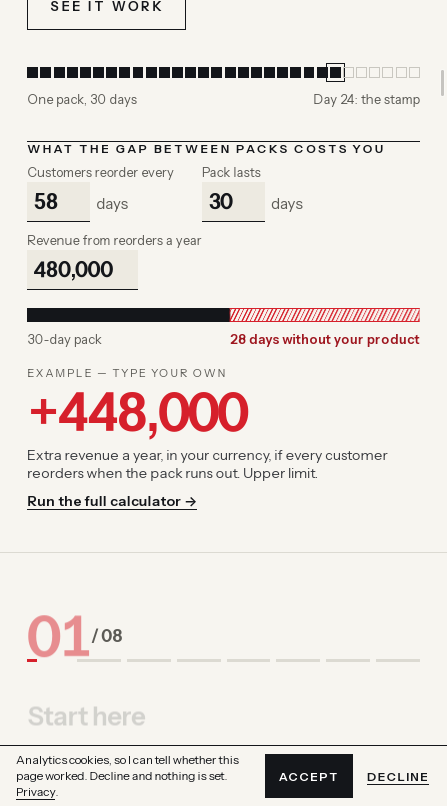 SEE IT WORK
One pack, 30 days
Day 24: the stamp
WHAT THE GAP BETWEEN PACKS COSTS YOU
Customers reorder every
58 days
Pack lasts
30 days
Revenue from reorders a year
480,000
30-day pack
28 days without your product
EXAMPLE — TYPE YOUR OWN
+448,000
Extra revenue a year, in your currency, if every customer
reorders when the pack runs out. Upper limit.
Run the full calculator →
01 / 08
Start here
Analytics cookies, so I can tell whether this
page worked. Decline and nothing is set.
Privacy.
ACCEPT
DECLINE